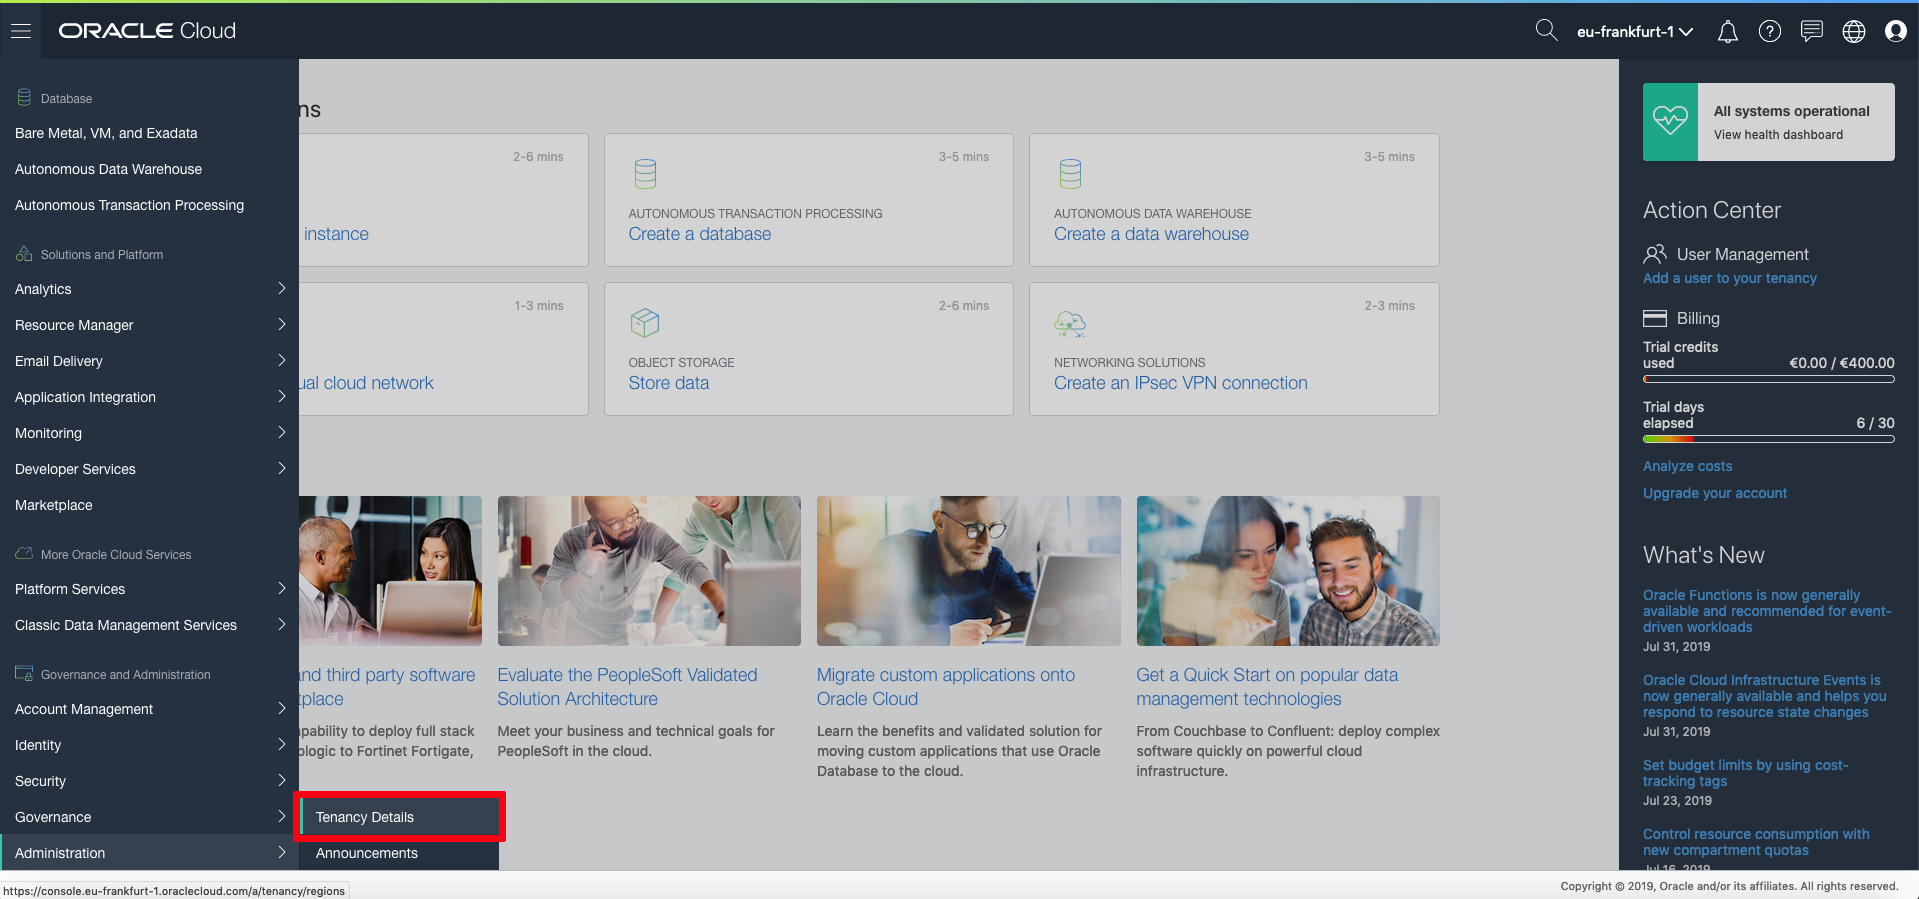 ORACLE Cloud
eu-frankfurt-1
Database
Bare Metal, VM, and Exadata
Autonomous Data Warehouse
Autonomous Transaction Processing
Solutions and Platform
Analytics
Resource Manager
Email Delivery
Application Integration
Monitoring
Developer Services
Marketplace
More Oracle Cloud Services
Platform Services
Classic Data Management Services
Governance and Administration
Account Management
Identity
Security
Governance
Administration
Tenancy Details
Announcements
https://console.eu-frankfurt-1.oraclecloud.com/a/tenancy/regions
ns
2-6 mins
instance
3-5 mins
AUTONOMOUS TRANSACTION PROCESSING
Create a database
3-5 mins
AUTONOMOUS DATA WAREHOUSE
Create a data warehouse
1-3 mins
ual cloud network
2-6 mins
OBJECT STORAGE
Store data
2-3 mins
NETWORKING SOLUTIONS
Create an IPsec VPN connection
nd third party software
tplace
pability to deploy full stack
ologic to Fortinet Fortigate,
Evaluate the PeopleSoft Validated
Solution Architecture
Meet your business and technical goals for
PeopleSoft in the cloud.
Migrate custom applications onto
Oracle Cloud
Learn the benefits and validated solution for
moving custom applications that use Oracle
Database to the cloud.
Get a Quick Start on popular data
management technologies
From Couchbase to Confluent: deploy complex
software quickly on powerful cloud
infrastructure.
All systems operational
View health dashboard
Action Center
User Management
Add a user to your tenancy
Billing
Trial credits
used €0.00 / €400.00
Trial days
elapsed 6 / 30
Analyze costs
Upgrade your account
What's New
Oracle Functions is now generally
available and recommended for event-
driven workloads
Jul 31, 2019
Oracle Cloud Infrastructure Events is
now generally available and helps you
respond to resource state changes
Jul 31, 2019
Set budget limits by using cost-
tracking tags
Jul 23, 2019
Control resource consumption with
new compartment quotas
Jul 16, 2019
Copyright © 2019, Oracle and/or its affiliates. All rights reserved.